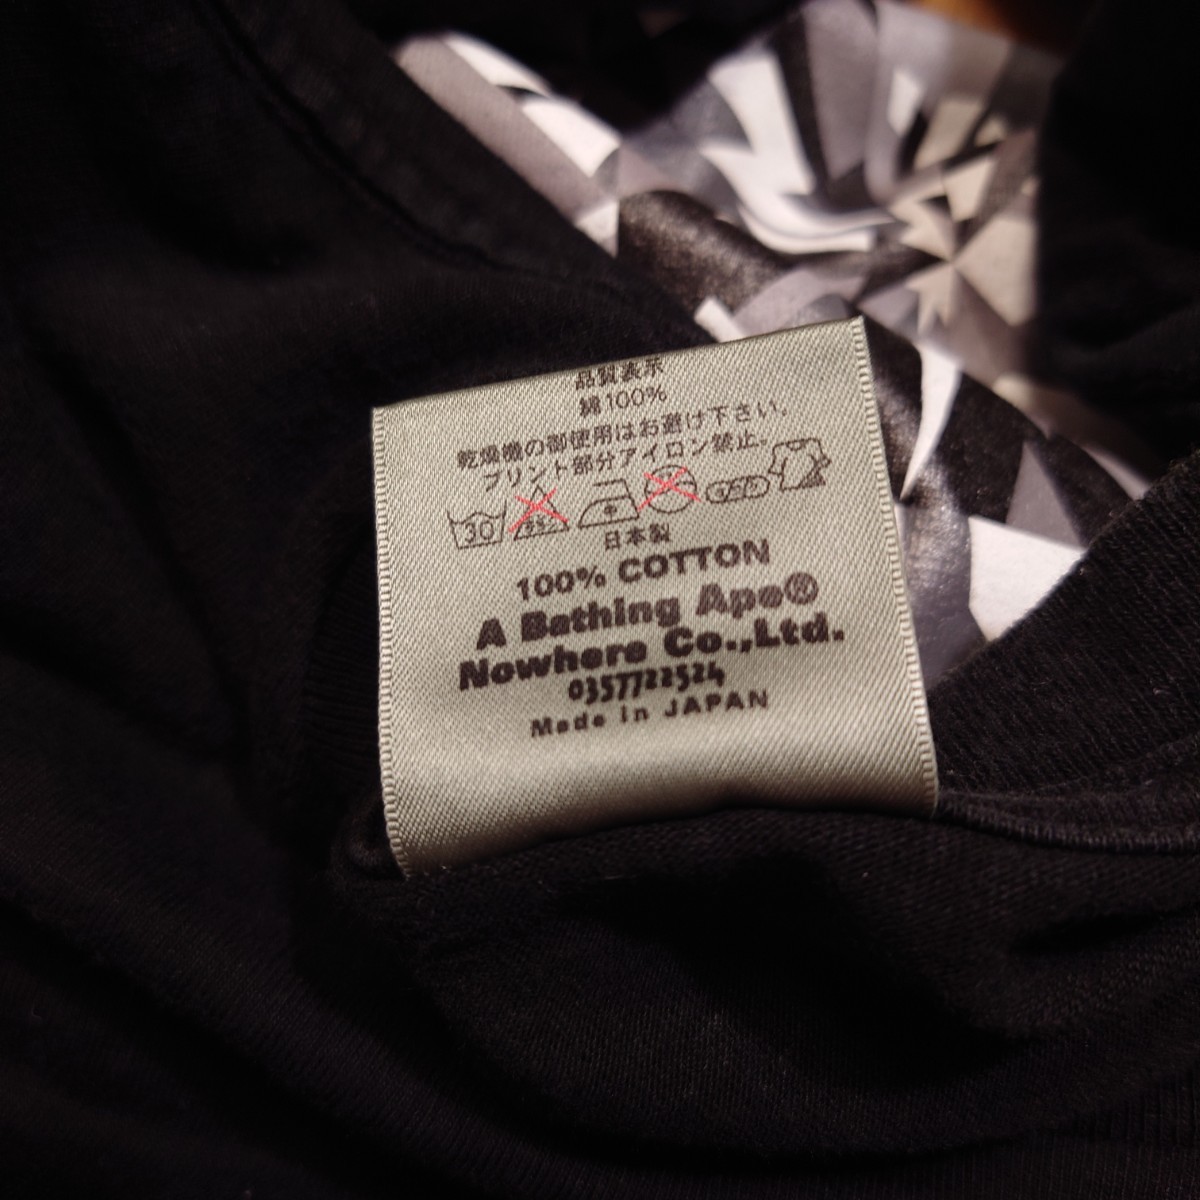 品質表示
綿100%
乾燥機の御使用はお避け下さい。
プリント部分アイロン禁止。
30
日本製
100% COTTON
A Bathing Ape®
Nowhere Co.,Ltd.
0357722524
Made in JAPAN